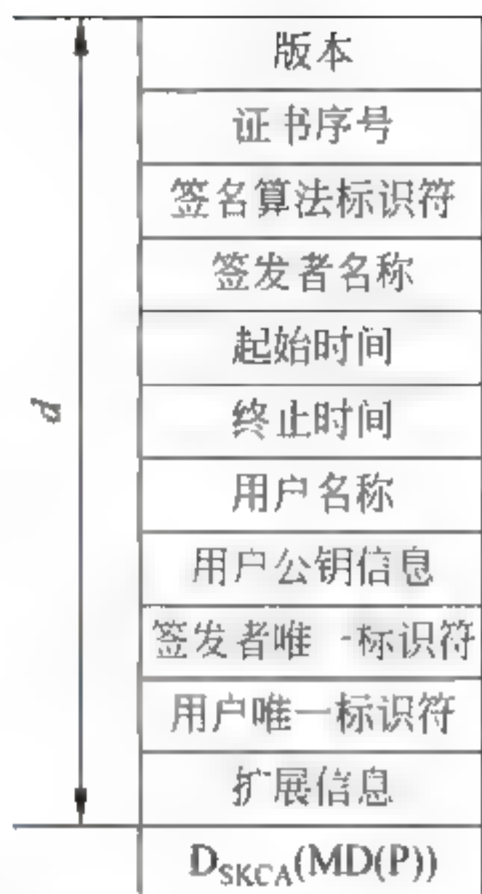 版本
证书序号
签名算法标识符
签发者名称
起始时间
终止时间
d
用户名称
用户公钥信息
签发者唯一标识符
用户唯一标识符
扩展信息
D_SKCA(MD(P))